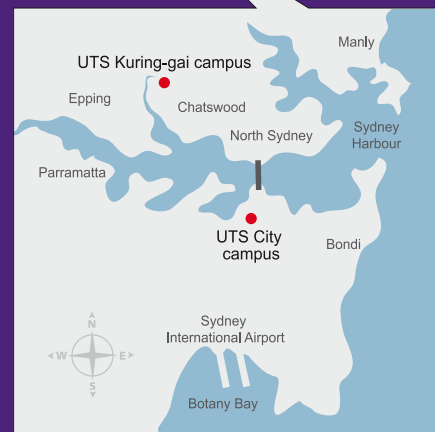 Manly
UTS Kuring-gai campus
Epping
Chatswood
North Sydney
Sydney
Harbour
Parramatta
UTS City
campus
Bondi
Sydney
International Airport
N
W
E
S
Botany Bay